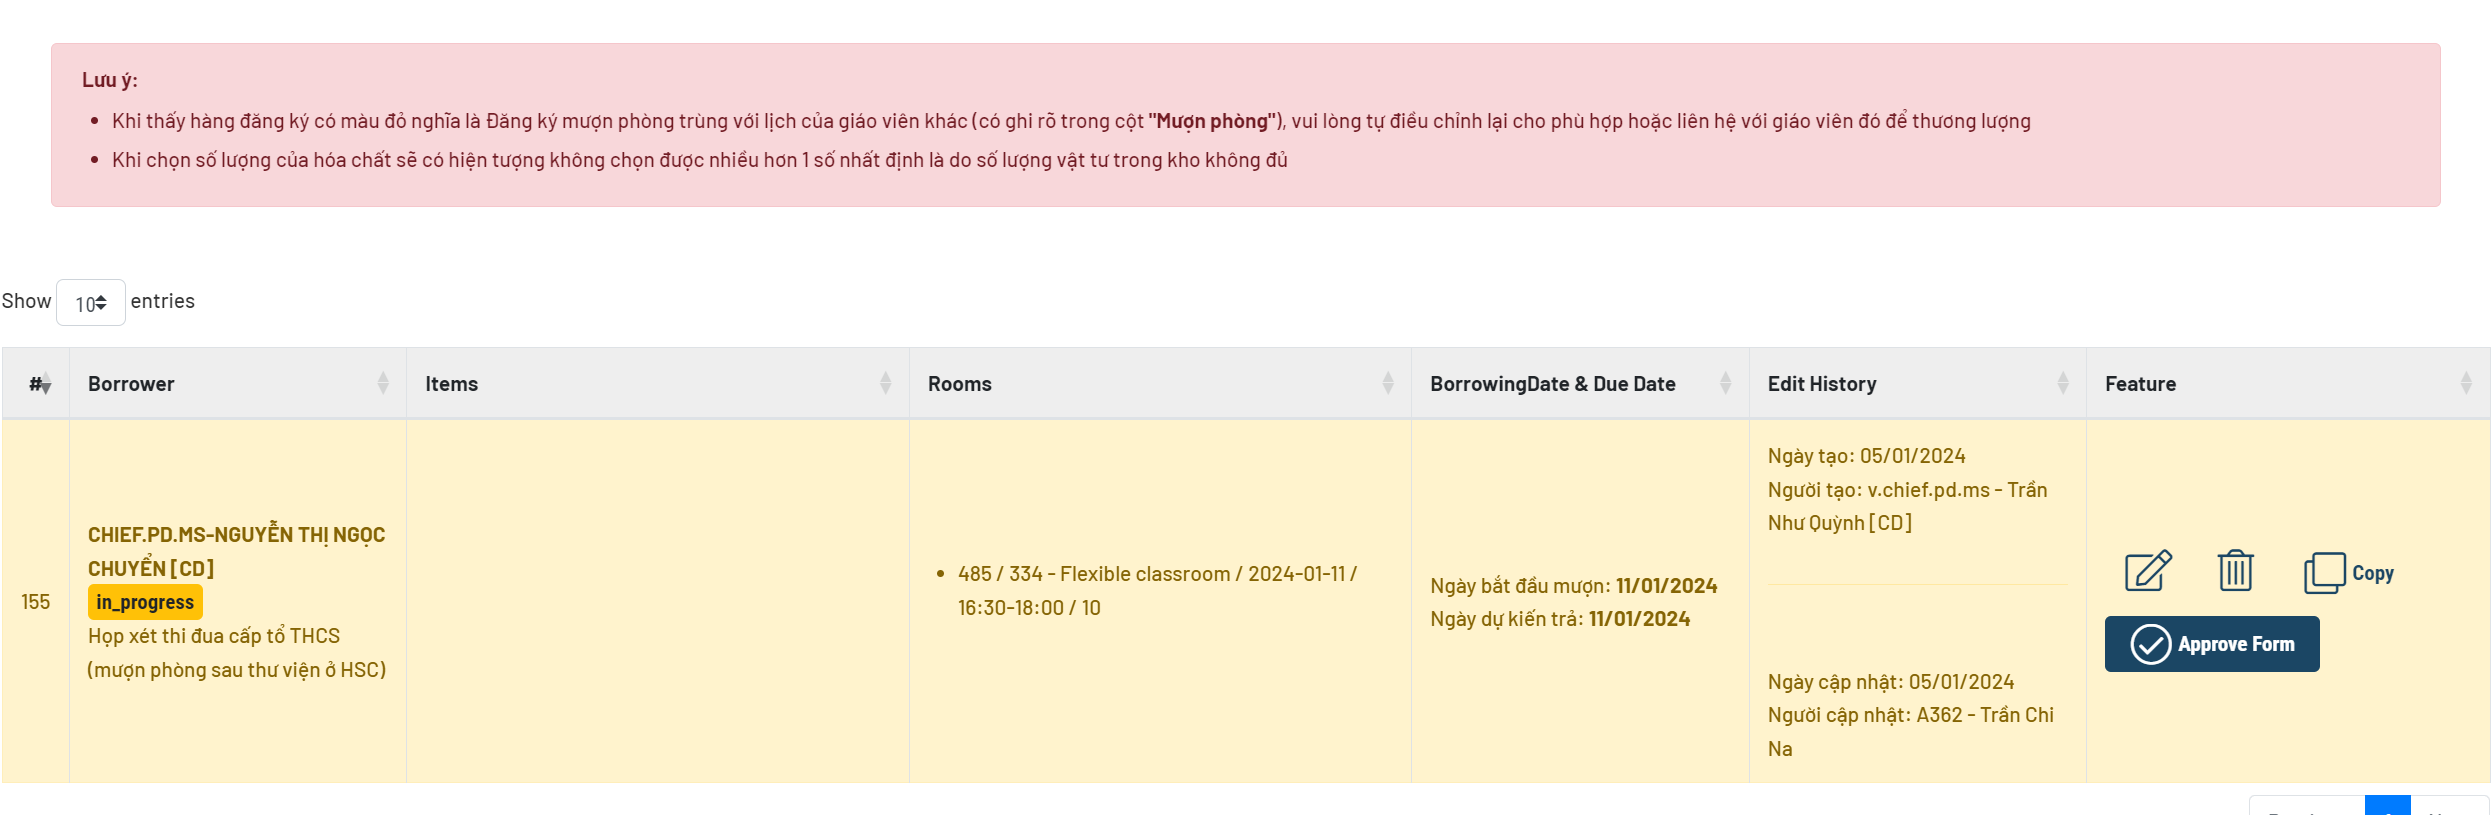 Lưu ý:
Khi thấy hàng đăng ký có màu đỏ nghĩa là Đăng ký mượn phòng trùng với lịch của giáo viên khác (có ghi rõ trong cột "Mượn phòng"), vui lòng tự điều chỉnh lại cho phù hợp hoặc liên hệ với giáo viên đó để thương lượng
Khi chọn số lượng của hóa chất sẽ có hiện tượng không chọn được nhiều hơn 1 số nhất định là do số lượng vật tư trong kho không đủ
Show 10 entries
# Borrower Items Rooms BorrowingDate & Due Date Edit History Feature
155
CHIEF.PD.MS-NGUYỄN THỊ NGỌC
CHUYỂN [CD]
in_progress
Họp xét thi đua cấp tổ THCS
(mượn phòng sau thư viện ở HSC)
485 / 334 - Flexible classroom / 2024-01-11 /
16:30-18:00 / 10
Ngày bắt đầu mượn: 11/01/2024
Ngày dự kiến trả: 11/01/2024
Ngày tạo: 05/01/2024
Người tạo: v.chief.pd.ms - Trần
Như Quỳnh [CD]
Ngày cập nhật: 05/01/2024
Người cập nhật: A362 - Trần Chi
Na
Copy
Approve Form